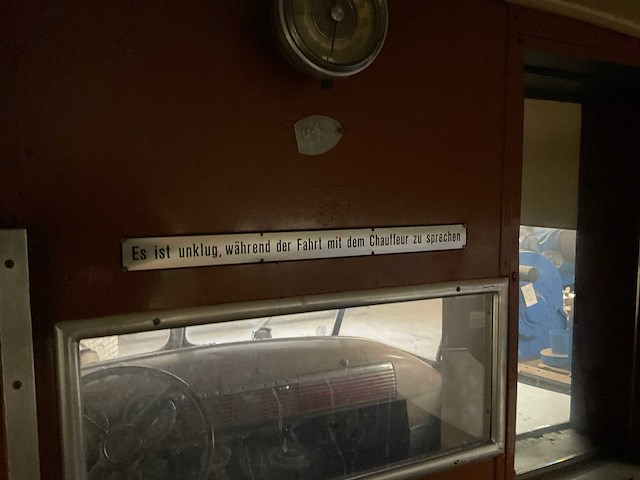 Es ist unklug, während der Fahrt mit dem Chauffeur zu sprechen